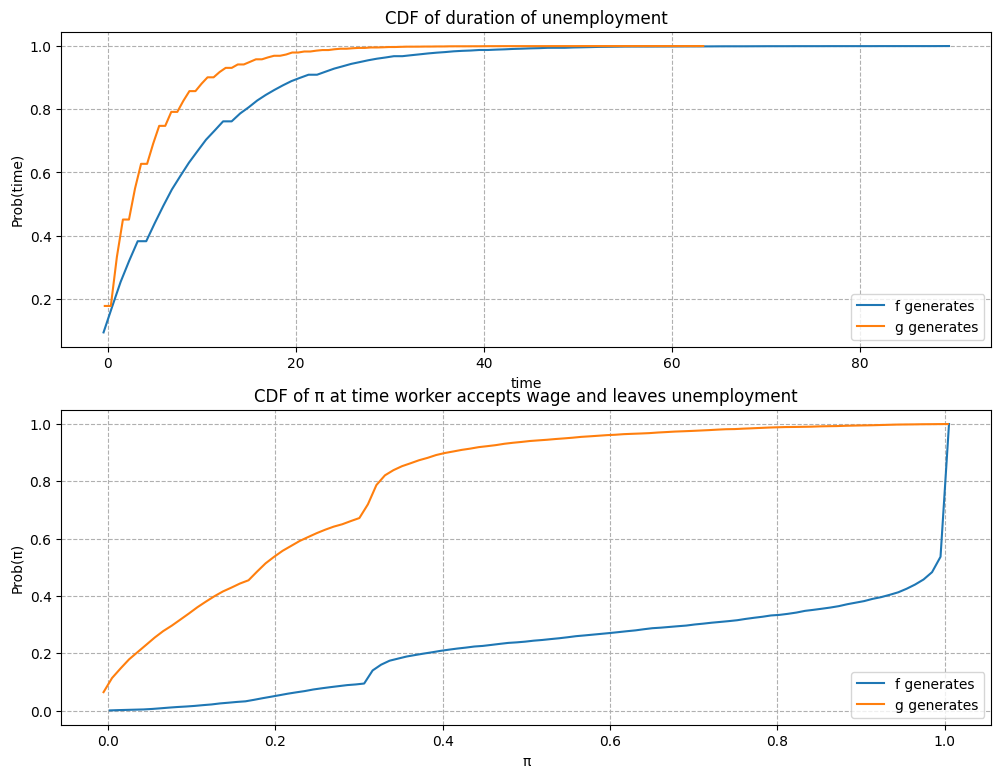 CDF of duration of unemployment
1.0
0.8
0.6
0.4
0.2
Prob(time)
f generates
g generates
0 20 40 60 80
time
CDF of π at time worker accepts wage and leaves unemployment
1.0
0.8
0.6
0.4
0.2
0.0
Prob(π)
f generates
g generates
0.0 0.2 0.4 0.6 0.8 1.0
π